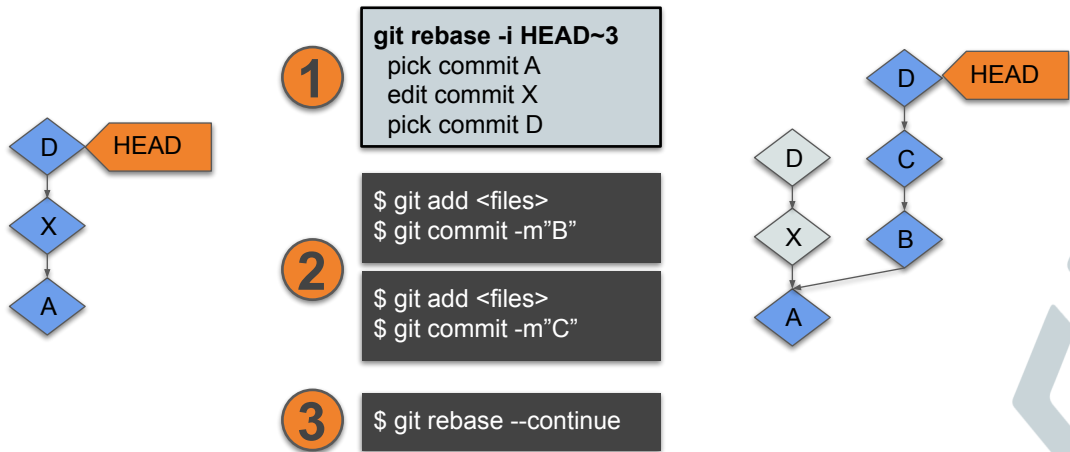 D
HEAD
X
A
1
git rebase -i HEAD~3
pick commit A
edit commit X
pick commit D
2
$ git add <files>
$ git commit -m”B”
$ git add <files>
$ git commit -m”C”
3
$ git rebase --continue
D
HEAD
D
C
X
B
A